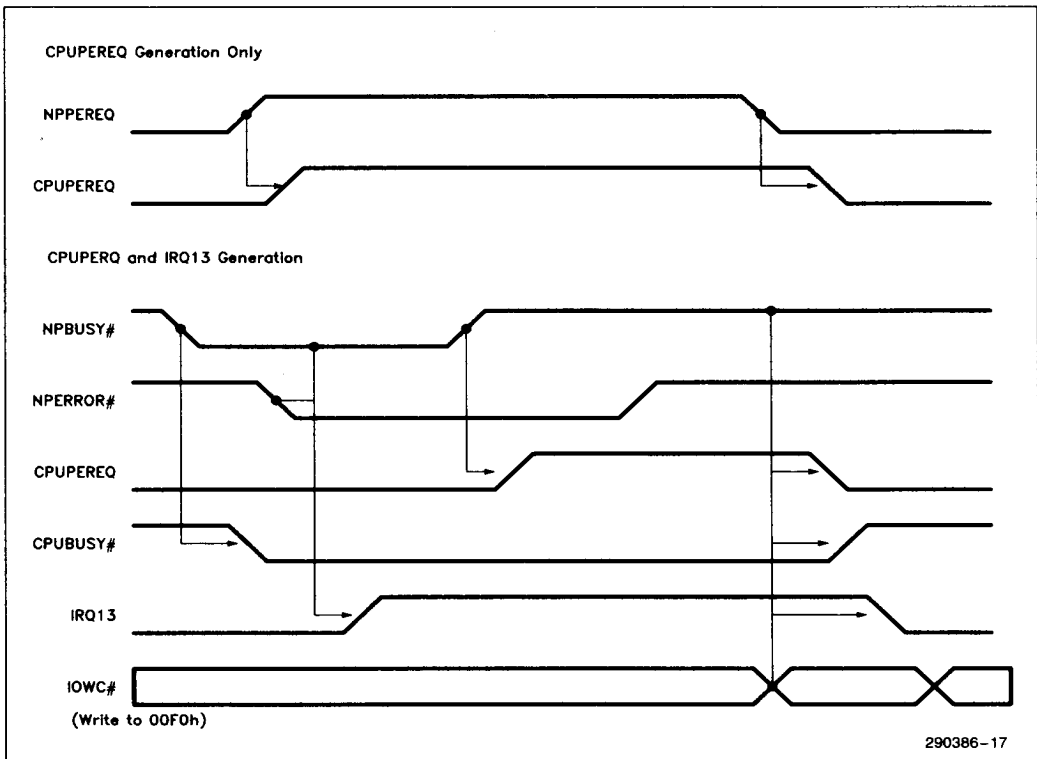 CPUPEREQ Generation Only
NPPEREQ
CPUPEREQ
CPUPERQ and IRQ13 Generation
NPBUSY#
NPERROR#
CPUPEREQ
CPUBUSY#
IRQ13
IOWC#
(Write to 00F0h)
290386-17